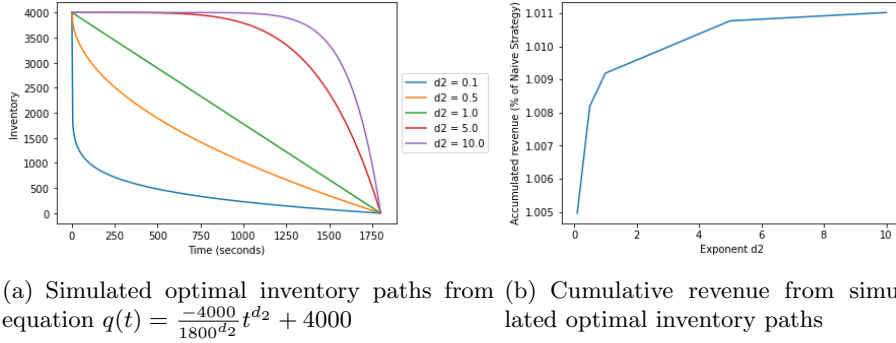 4000
3500
3000
2500
2000
1500
1000
500
0
Inventory
0 250 500 750 1000 1250 1500 1750
Time (seconds)
d2 = 0.1
d2 = 0.5
d2 = 1.0
d2 = 5.0
d2 = 10.0
1.011
1.010
1.009
1.008
1.007
1.006
1.005
Accumulated revenue (% of Naive Strategy)
0 2 4 6 8 10
Exponent d2
(a) Simulated optimal inventory paths from
equation $q(t) = \frac{-4000}{1800^{d_2}} t^{d_2} + 4000$
(b) Cumulative revenue from simu
lated optimal inventory paths